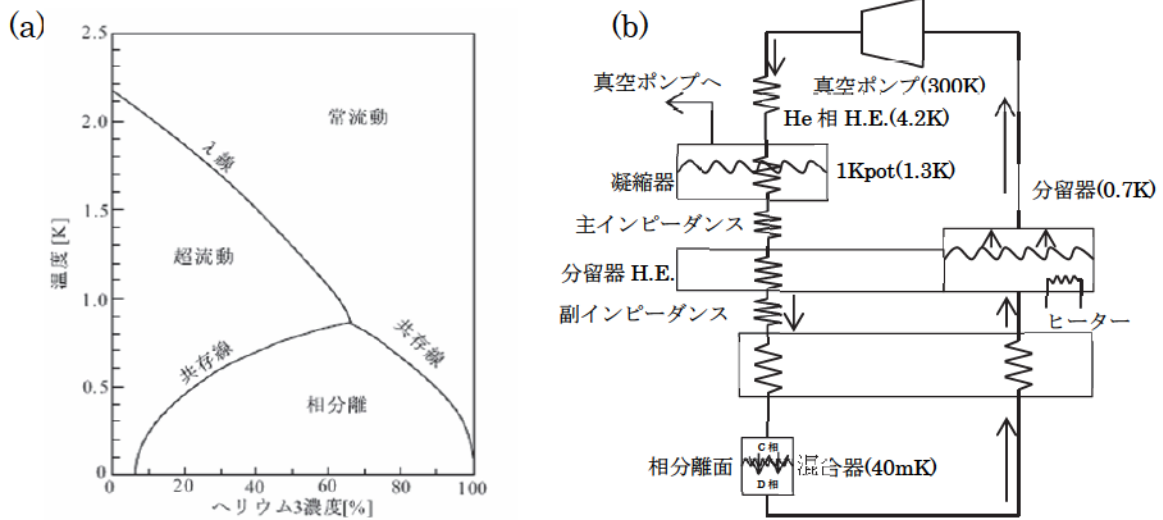 (a)
2.5
2.0
1.5
1.0
0.5
0
温度 [K]
常流動
λ線
超流動
共存線
共存線
相分離
0
20
40
60
80
100
ヘリウム3濃度[%]
(b)
真空ポンプへ
真空ポンプ(300K)
He 相 H.E.(4.2K)
凝縮器
1Kpot(1.3K)
主インピーダンス
分留器(0.7K)
分留器 H.E.
副インピーダンス
ヒーター
C 相
相分離面
混合器(40mK)
D 相